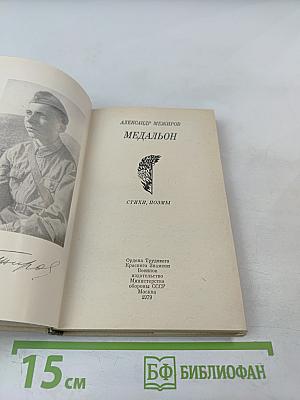 АЛЕКСАНДР МЕЖИРОВ
МЕДАЛЬОН
СТИХИ, ПОЭМЫ
Ордена Трудового
Красного Знамени
Военное
издательство
Министерства
обороны СССР
Москва
1979
15 см
БФ БИБЛИОФАН